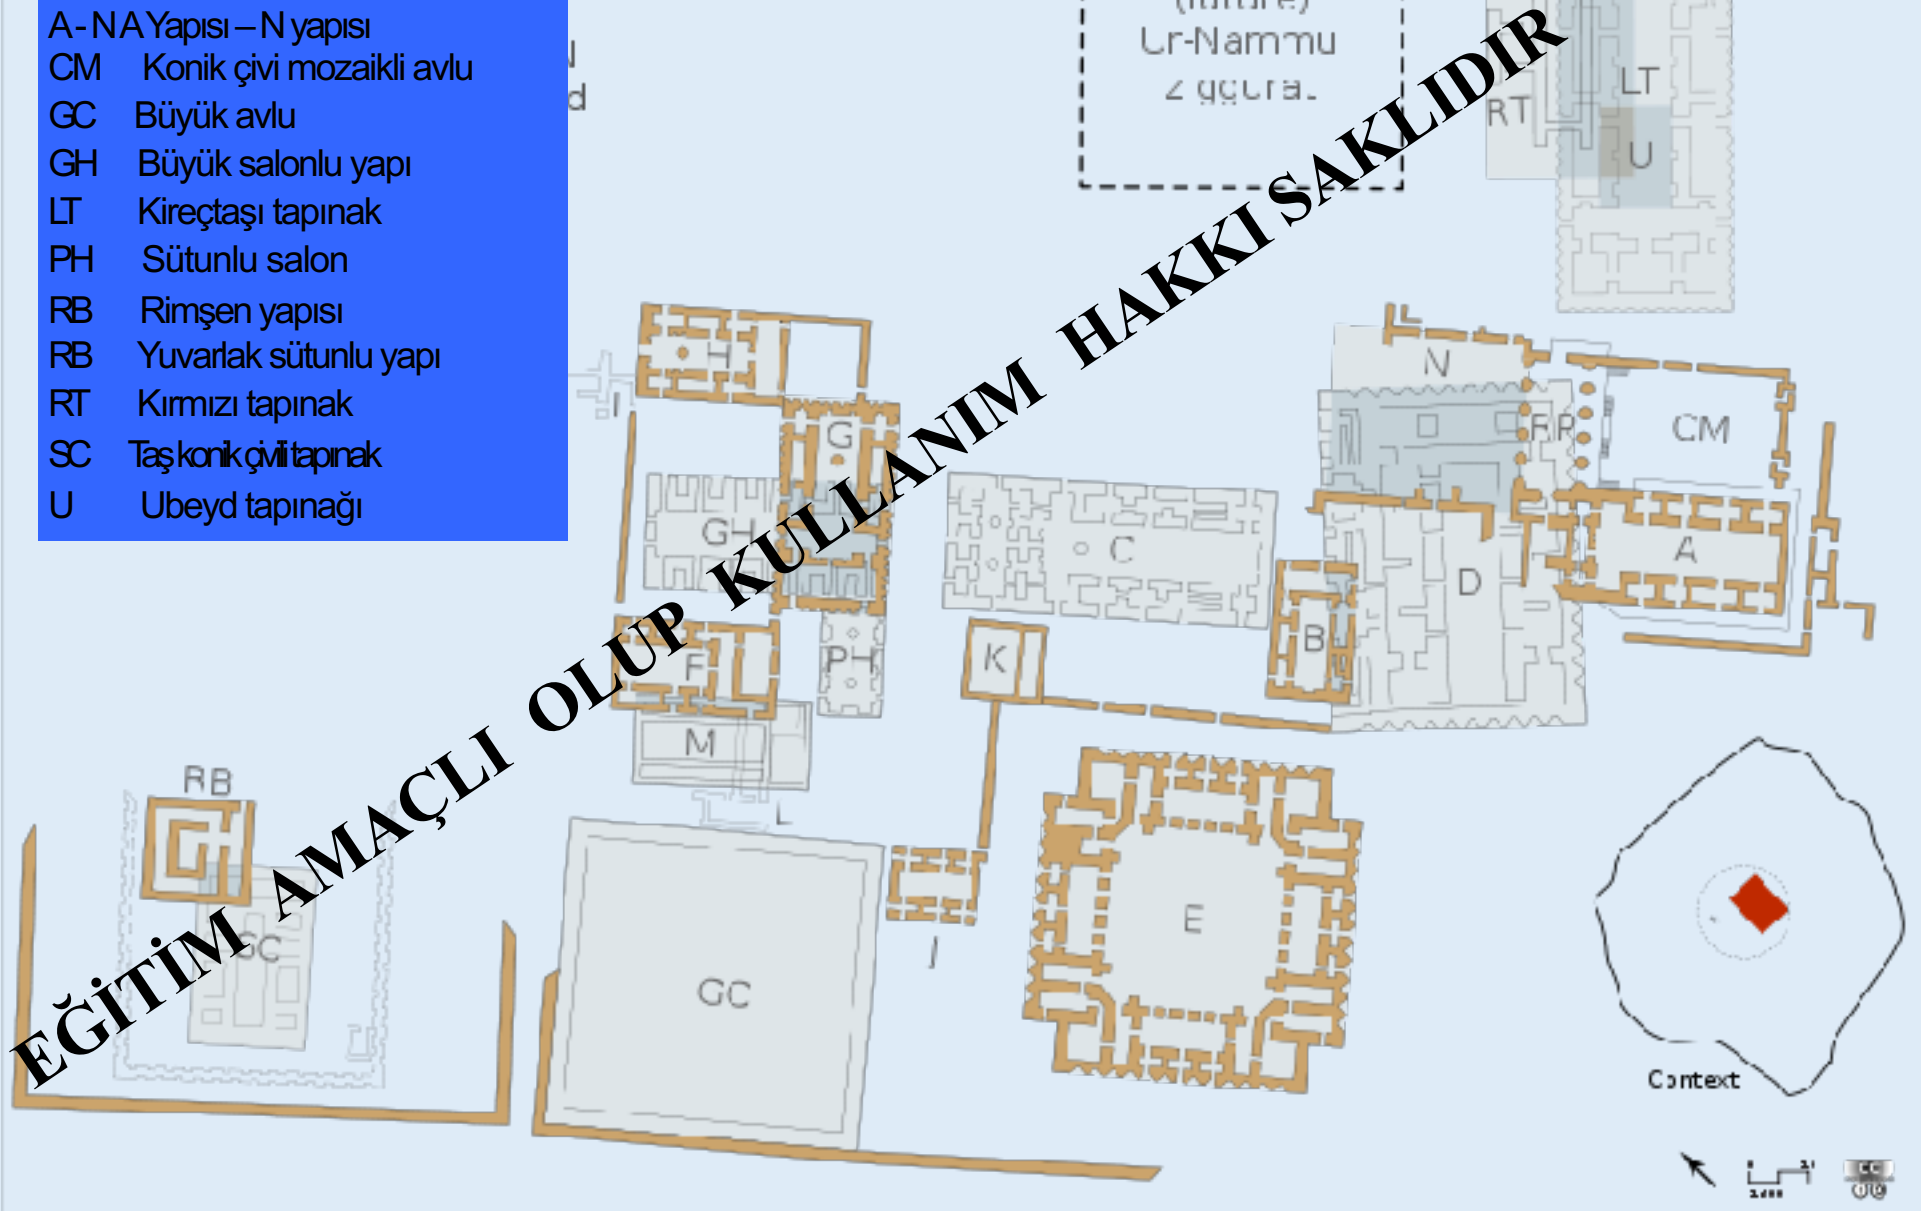 A - N A Yapısı – N yapısı
CM Konik çivi mozaikli avlu
GC Büyük avlu
GH Büyük salonlu yapı
LT Kireçtaşı tapınak
PH Sütunlu salon
RB Rimşen yapısı
RB Yuvarlak sütunlu yapı
RT Kırmızı tapınak
SC Taş konik çivili tapınak
U Ubeyd tapınağı
d
(future)
Ur-Nammu
LT
RT
U
EĞİTİM AMAÇLI OLUP KULLANIM HAKKI SAKLIDIR
H
N
G
CM
GH
C
A
D
B
K
F
PH
M
RB
L
E
GC
J
Context